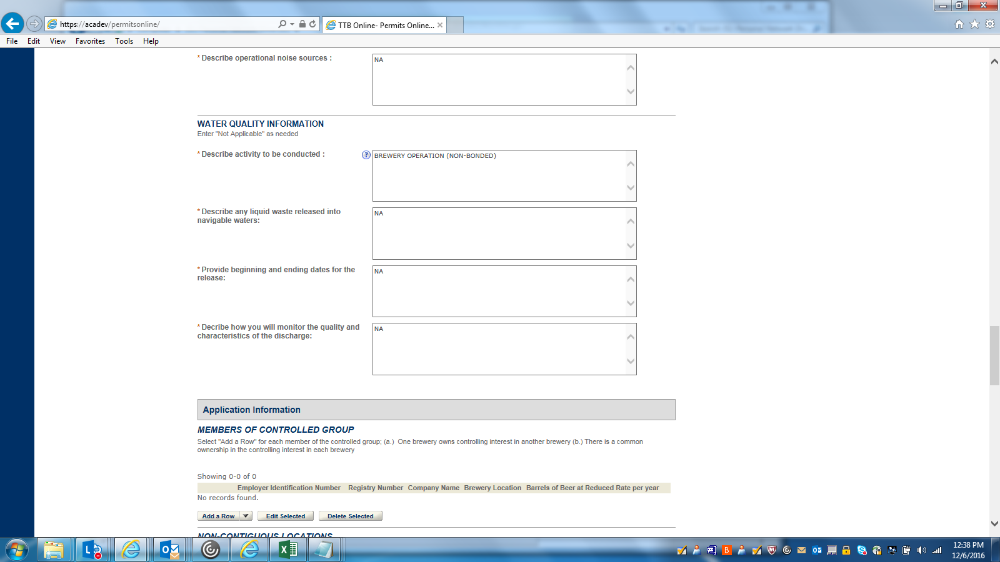 https://acadev/permitsonline/
TTB Online- Permits Online...
File Edit View Favorites Tools Help
* Describe operational noise sources :
NA
WATER QUALITY INFORMATION
Enter "Not Applicable" as needed
* Describe activity to be conducted :
?
BREWERY OPERATION (NON-BONDED)
* Describe any liquid waste released into
navigable waters:
NA
* Provide beginning and ending dates for the
release:
NA
* Decribe how you will monitor the quality and
characteristics of the discharge:
NA
Application Information
MEMBERS OF CONTROLLED GROUP
Select "Add a Row" for each member of the controlled group; (a.) One brewery owns controlling interest in another brewery (b.) There is a common
ownership in the controlling interest in each brewery
Showing 0-0 of 0
Employer Identification Number Registry Number Company Name Brewery Location Barrels of Beer at Reduced Rate per year
No records found.
Add a Row Edit Selected Delete Selected
NON-CONTIGUOUS LOCATIONS
12:38 PM
12/6/2016